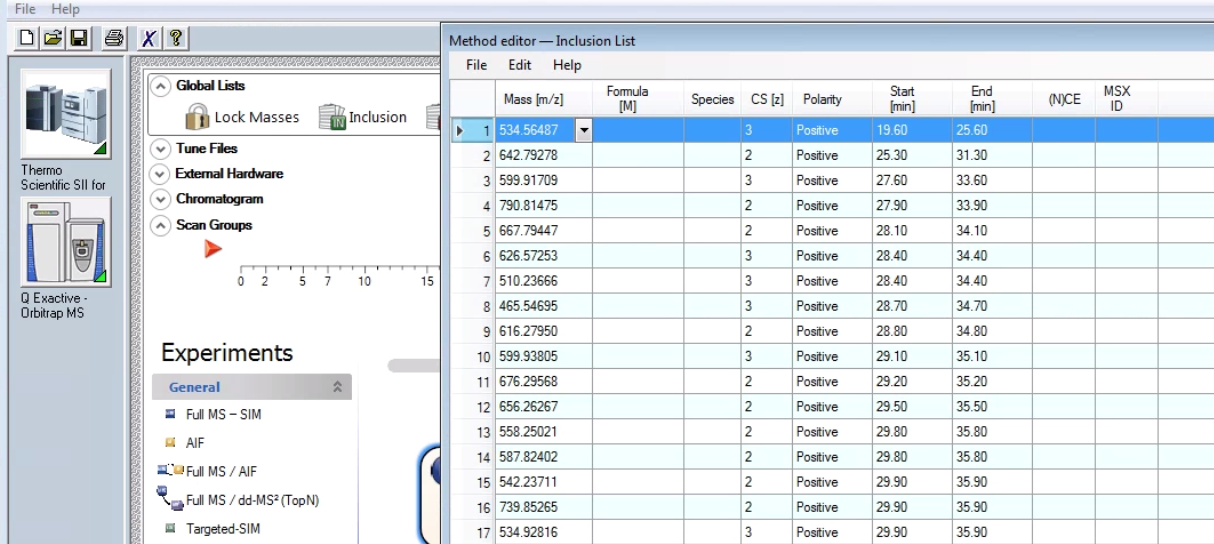 File Help
Method editor — Inclusion List
File Edit Help
Global Lists
Lock Masses
IN Inclusion
Tune Files
External Hardware
Chromatogram
Scan Groups
0 2 5 7 10 15
Thermo
Scientific SII for
Q Exactive -
Orbitrap MS
Experiments
General
Full MS – SIM
AIF
Full MS / AIF
Full MS / dd-MS² (TopN)
Targeted-SIM
Mass [m/z] Formula [M] Species CS [z] Polarity Start [min] End [min] (N)CE MSX ID
1 534.56487 3 Positive 19.60 25.60
2 642.79278 2 Positive 25.30 31.30
3 599.91709 3 Positive 27.60 33.60
4 790.81475 2 Positive 27.90 33.90
5 667.79447 2 Positive 28.10 34.10
6 626.57253 3 Positive 28.40 34.40
7 510.23666 3 Positive 28.40 34.40
8 465.54695 3 Positive 28.70 34.70
9 616.27950 2 Positive 28.80 34.80
10 599.93805 3 Positive 29.10 35.10
11 676.29568 2 Positive 29.20 35.20
12 656.26267 2 Positive 29.50 35.50
13 558.25021 2 Positive 29.80 35.80
14 587.82402 2 Positive 29.80 35.80
15 542.23711 2 Positive 29.90 35.90
16 739.85265 2 Positive 29.90 35.90
17 534.92816 3 Positive 29.90 35.90